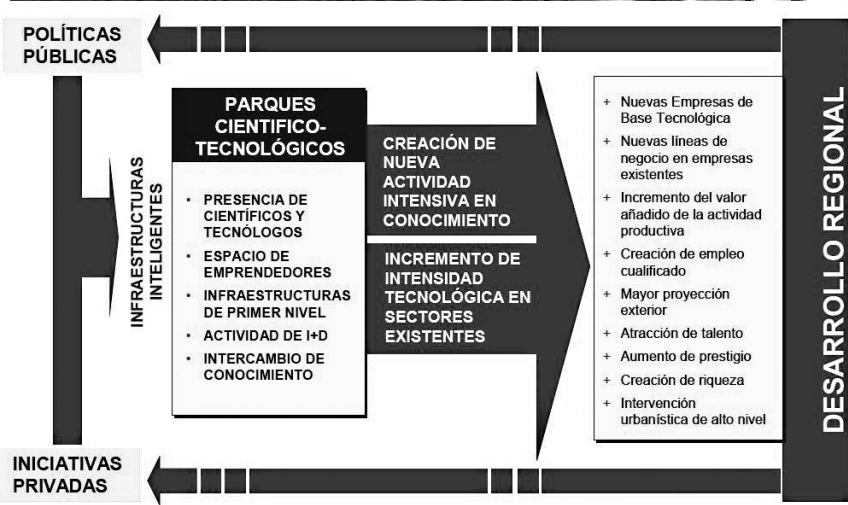 POLÍTICAS
PÚBLICAS
INFRAESTRUCTURAS
INTELIGENTES
PARQUES
CIENTIFICO-
TECNOLÓGICOS
• PRESENCIA DE
CIENTÍFICOS Y
TECNÓLOGOS
• ESPACIO DE
EMPRENDEDORES
• INFRAESTRUCTURAS
DE PRIMER NIVEL
• ACTIVIDAD DE I+D
• INTERCAMBIO DE
CONOCIMIENTO
CREACIÓN DE
NUEVA
ACTIVIDAD
INTENSIVA EN
CONOCIMIENTO
INCREMENTO DE
INTENSIDAD
TECNOLÓGICA EN
SECTORES
EXISTENTES
+ Nuevas Empresas de
Base Tecnológica
+ Nuevas líneas de
negocio en empresas
existentes
+ Incremento del valor
añadido de la actividad
productiva
+ Creación de empleo
cualificado
+ Mayor proyección
exterior
+ Atracción de talento
+ Aumento de prestigio
+ Creación de riqueza
+ Intervención
urbanística de alto nivel
DESARROLLO REGIONAL
INICIATIVAS
PRIVADAS